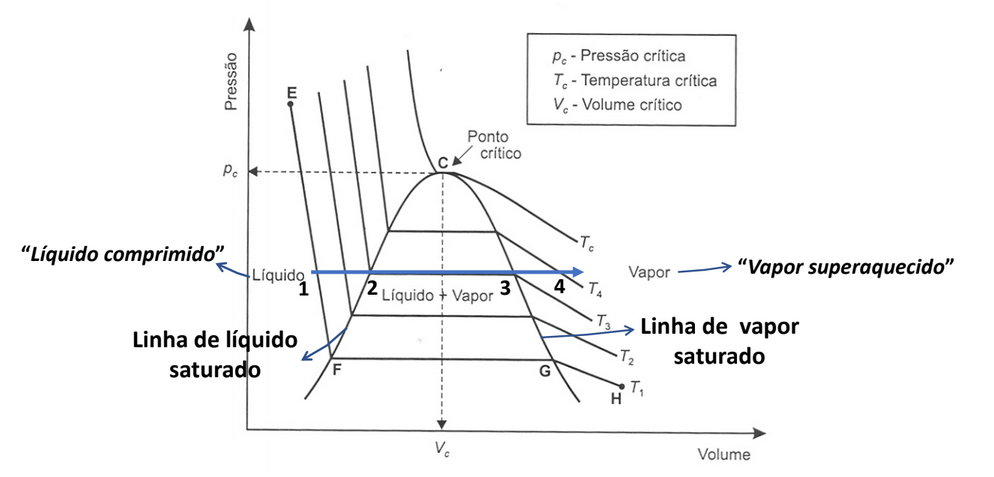 Pressão
p_c - Pressão crítica
T_c - Temperatura crítica
V_c - Volume crítico
E
Ponto
crítico
C
p_c
T_c
“Líquido comprimido”
Líquido
Vapor
“Vapor superaquecido”
1
2
Líquido + Vapor
3
4
T_4
T_3
Linha de líquido
saturado
Linha de vapor
saturado
T_2
F
G
H
T_1
V_c
Volume